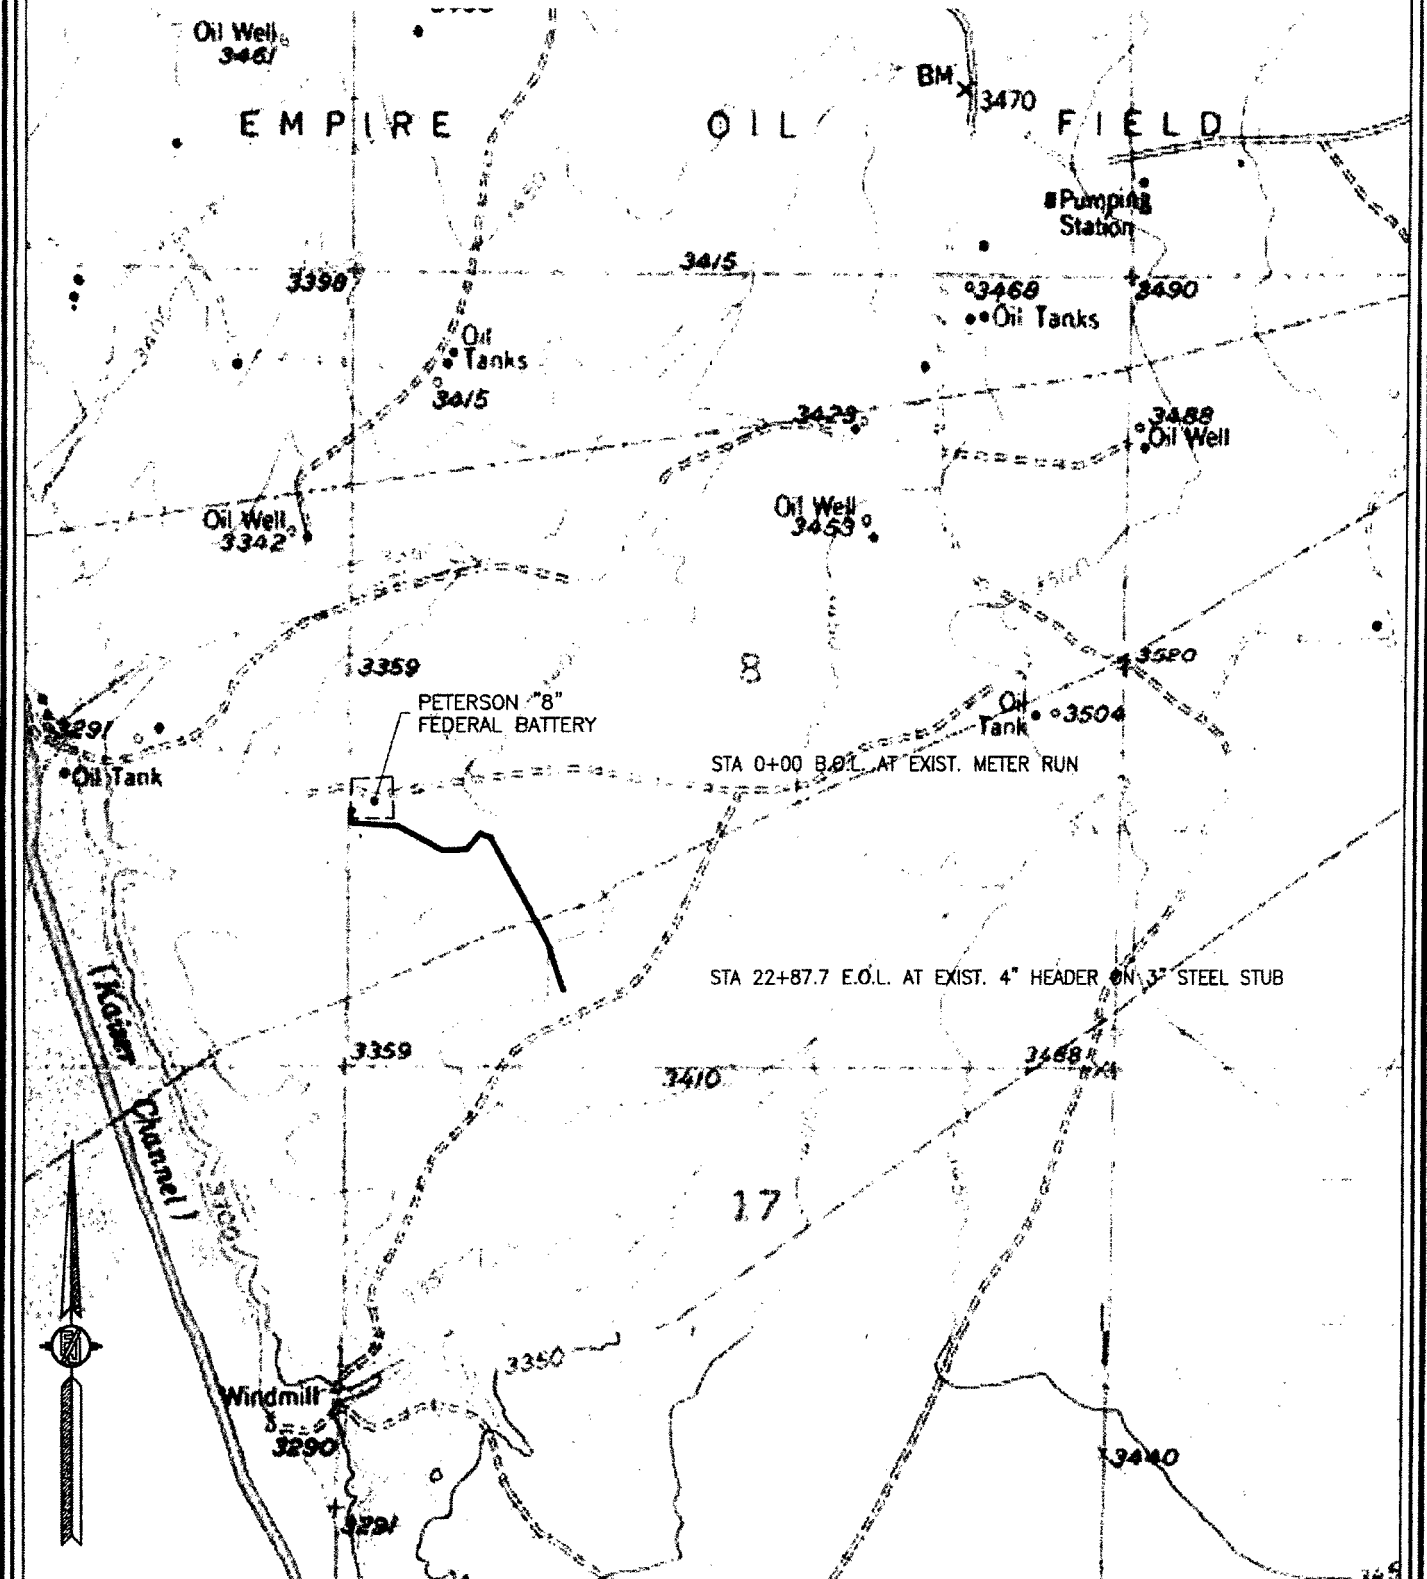 Oil Well
3461
BM
3470
EMPIRE OIL FIELD
Pumping
Station
3398
3415
3468
3490
Oil Tanks
Oil
Tanks
3415
3429
3488
Oil Well
Oil Well
3342
Oil Well
3453
3500
3359
8
3520
PETERSON "8"
FEDERAL BATTERY
3291
Oil
Tank
3504
Oil Tank
STA 0+00 B.O.L. AT EXIST. METER RUN
STA 22+87.7 E.O.L. AT EXIST. 4" HEADER ON 3" STEEL STUB
(Kaiser
Channel)
3359
3410
3468
17
3300
3350
Windmill
3290
3440
3291